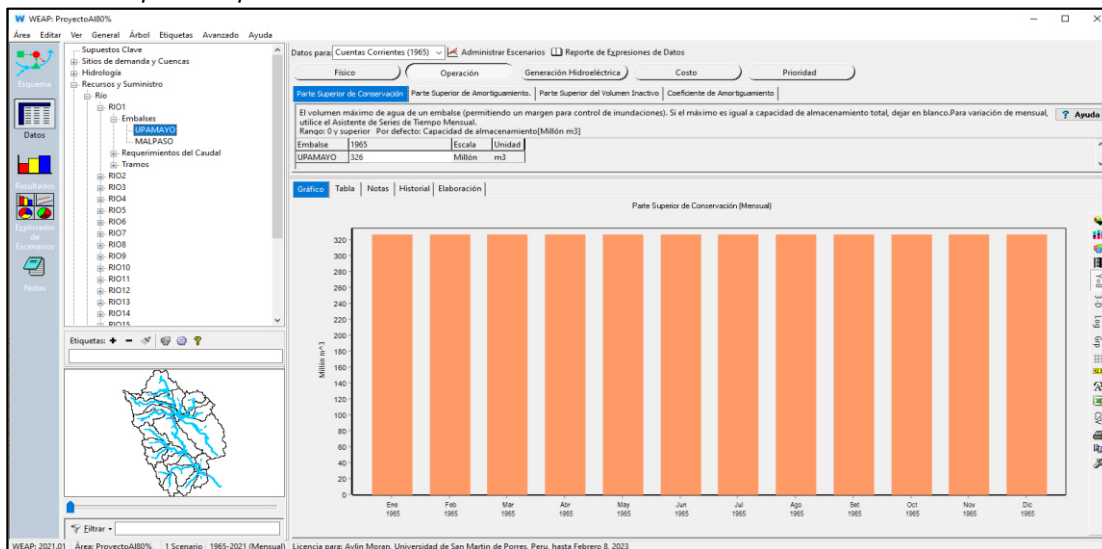 WEAP: ProyectoAI80%
Área Editar Ver General Árbol Etiquetas Avanzado Ayuda
Esquema
Datos
Resultados
Explorador
de
Escenarios
Notas
Supuestos Clave
Sitios de demanda y Cuencas
Hidrología
Recursos y Suministro
Río
RIO1
Embalses
UPAMAYO
MALPASO
Requerimientos del Caudal
Tramos
RIO2
RIO3
RIO4
RIO5
RIO6
RIO7
RIO8
RIO9
RIO10
RIO11
RIO12
RIO13
RIO14
RIO15
Etiquetas:
Filtrar
Datos para: Cuentas Corrientes (1965) Administrar Escenarios Reporte de Expresiones de Datos
Físico Operación Generación Hidroeléctrica Costo Prioridad
Parte Superior de Conservación Parte Superior de Amortiguamiento. Parte Superior del Volumen Inactivo Coeficiente de Amortiguamiento
El volumen máximo de agua de un embalse (permitiendo un margen para control de inundaciones). Si el máximo es igual a capacidad de almacenamiento total, dejar en blanco.Para variación de mensual,
utilice el Asistente de Series de Tiempo Mensual.
Rango: 0 y superior Por defecto: Capacidad de almacenamiento[Millón m3]
? Ayuda
Embalse 1965 Escala Unidad
UPAMAYO 326 Millón m3
Gráfico Tabla Notas Historial Elaboración
Parte Superior de Conservación (Mensual)
Millón m^3
320
300
280
260
240
220
200
180
160
140
120
100
80
60
40
20
0
Ene Feb Mar Abr May Jun Jul Ago Set Oct Nov Dic
1965 1965 1965 1965 1965 1965 1965 1965 1965 1965 1965 1965
Y=0
3-D
Log
Grp
WEAP: 2021.01 Área: ProyectoAI80% 1 Scenario 1965-2021 (Mensual) Licencia para: Aylin Moran, Universidad de San Martin de Porres, Peru, hasta Febrero 8, 2023